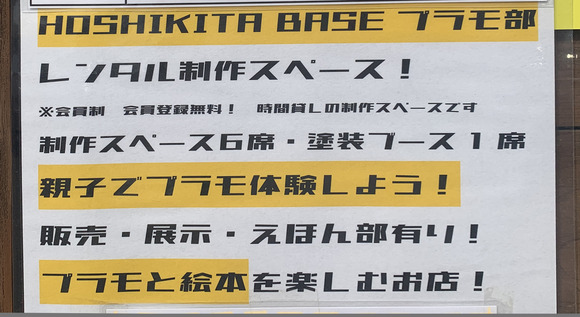 HOSHIKITA BASE プラモ部
レンタル制作スペース！
※会員制　会員登録無料！　時間貸しの制作スペースです
制作スペース6席・塗装ブース1席
親子でプラモ体験しよう！
販売・展示・えほん部有り！
プラモと絵本を楽しむお店！